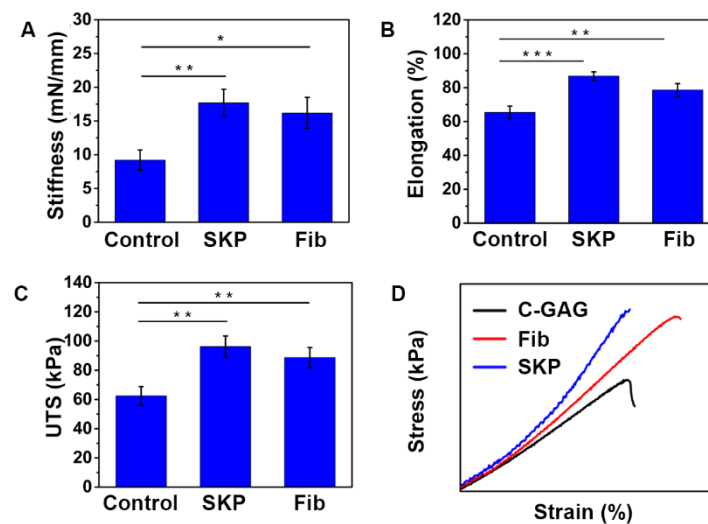 A
Stiffness (mN/mm)
30
25
20
15
10
5
0
*
* *
Control SKP Fib
B
Elongation (%)
120
100
80
60
40
20
0
* *
* * *
Control SKP Fib
C
UTS (kPa)
140
120
100
80
60
40
20
0
* *
* *
Control SKP Fib
D
Stress (kPa)
C-GAG
Fib
SKP
Strain (%)